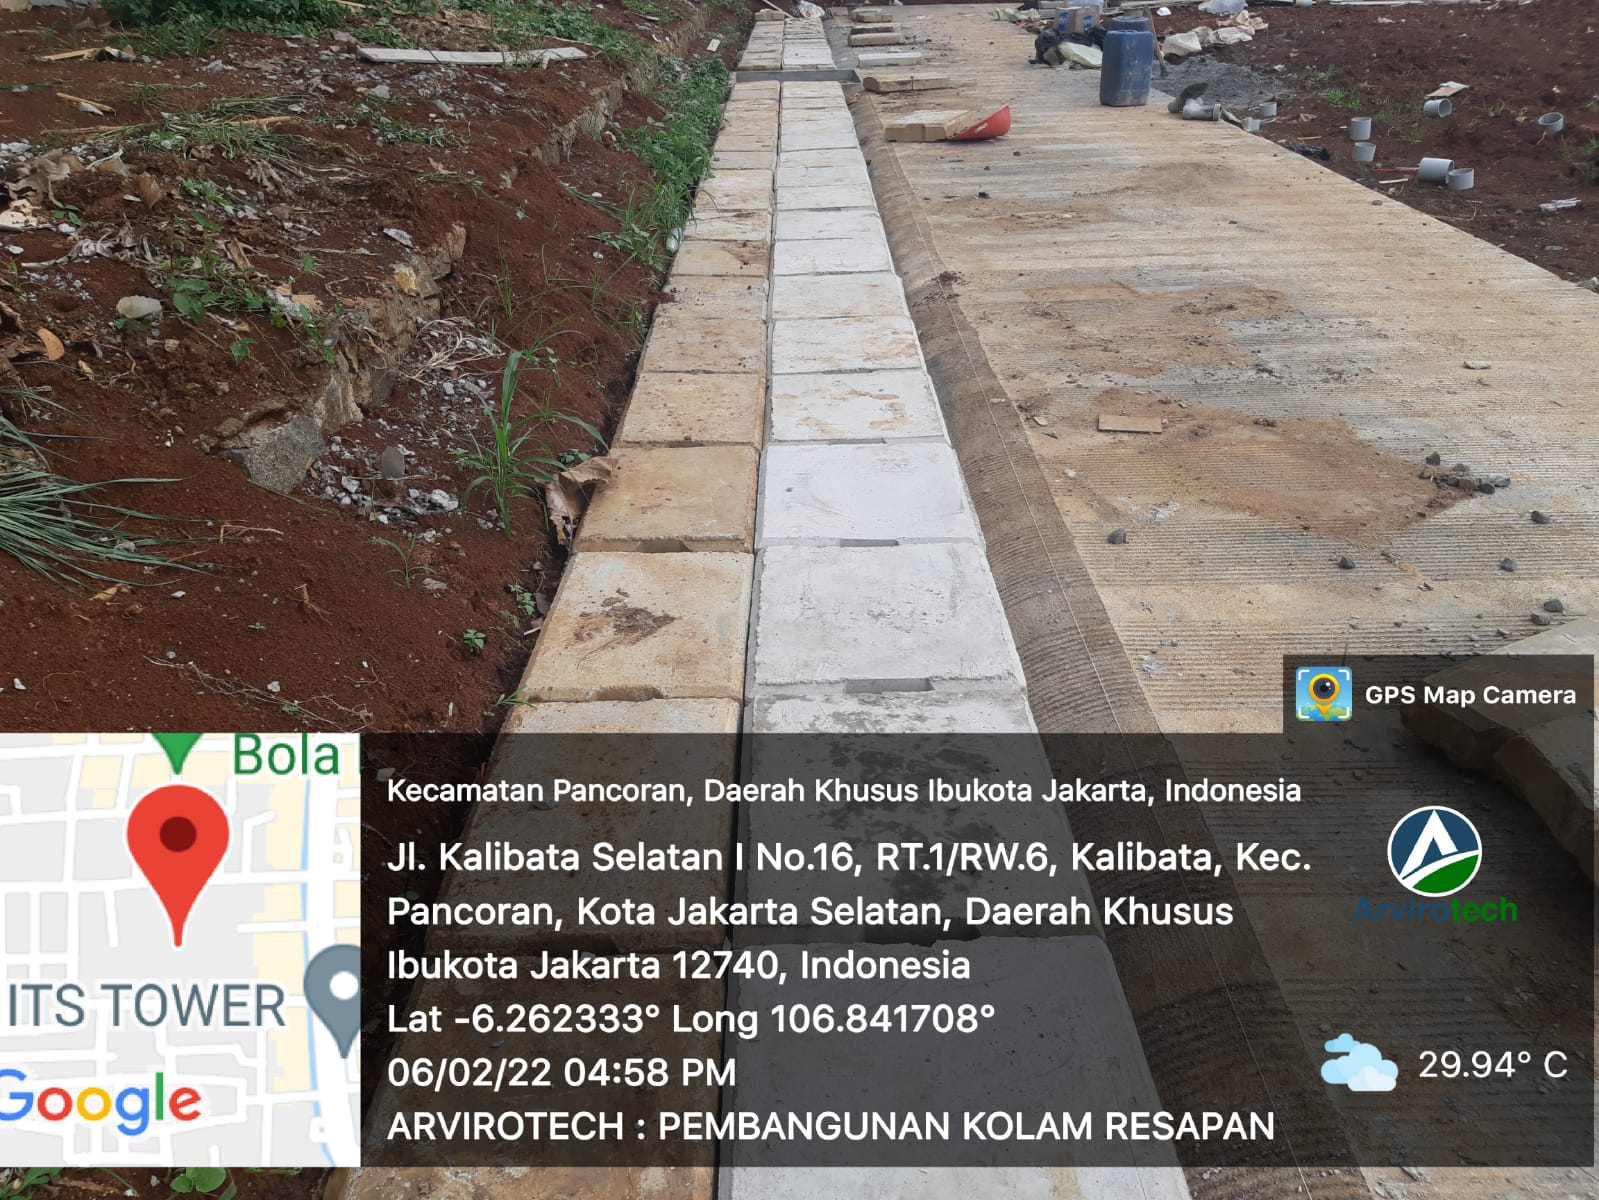 GPS Map Camera
Bola
ITS TOWER
Google
Kecamatan Pancoran, Daerah Khusus Ibukota Jakarta, Indonesia
Jl. Kalibata Selatan I No.16, RT.1/RW.6, Kalibata, Kec.
Pancoran, Kota Jakarta Selatan, Daerah Khusus
Ibukota Jakarta 12740, Indonesia
Lat -6.262333° Long 106.841708°
06/02/22 04:58 PM
ARVIROTECH : PEMBANGUNAN KOLAM RESAPAN
Arvirotech
29.94° C